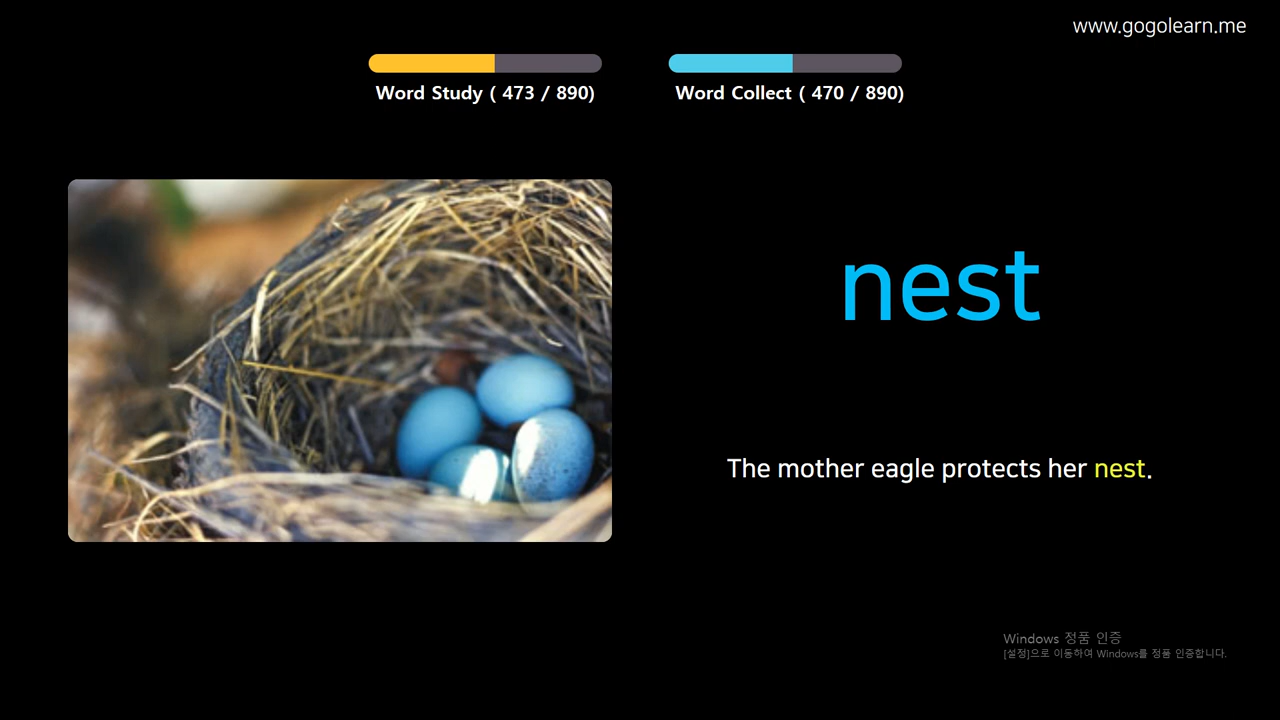 www.gogolearn.me
Word Study ( 473 / 890)
Word Collect ( 470 / 890)
nest
The mother eagle protects her nest.
Windows 정품 인증
[설정]으로 이동하여 Windows를 정품 인증합니다.